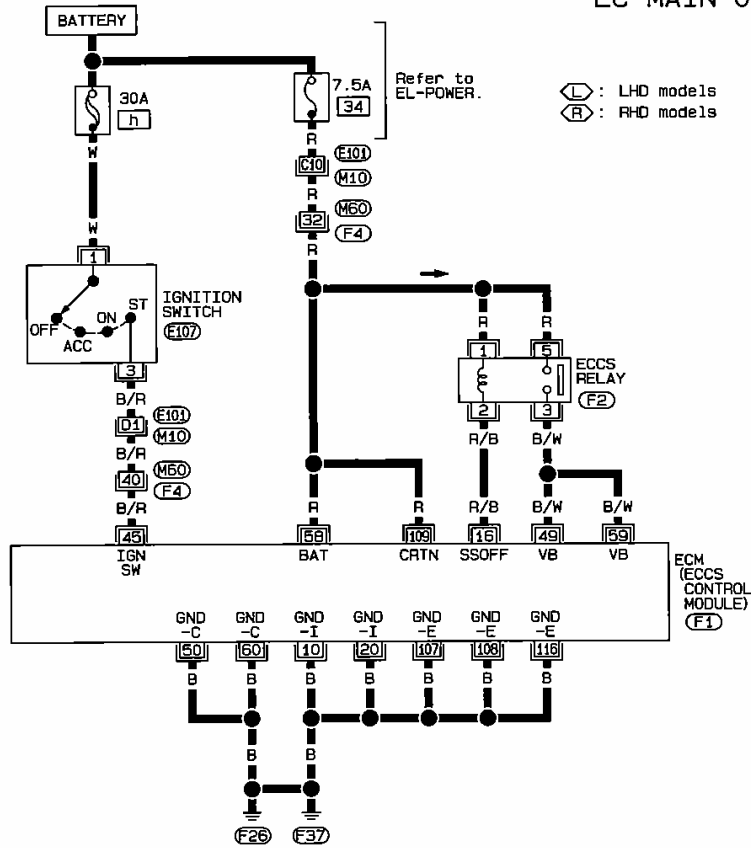 EC MAIN
BATTERY
30A
h
7.5A
34
Refer to
EL-POWER.
L : LHD models
R : RHD models
W
R
C10
E101
M10
R
32
M60
F4
R
W
1
OFF
ACC
ON
ST
IGNITION
SWITCH
E107
3
B/R
D1
E101
M10
B/R
40
M60
F4
B/R
R
R
1
5
ECCS
RELAY
F2
2
3
R/B
B/W
R
R
R/B
B/W
B/W
45
58
109
16
49
59
IGN
SW
BAT
CRTN
SSOFF
VB
VB
ECM
(ECCS
CONTROL
MODULE)
F1
GND
-C
GND
-C
GND
-I
GND
-I
GND
-E
GND
-E
GND
-E
50
60
10
20
107
108
116
B
B
B
B
B
B
B
B
B
F26
F37